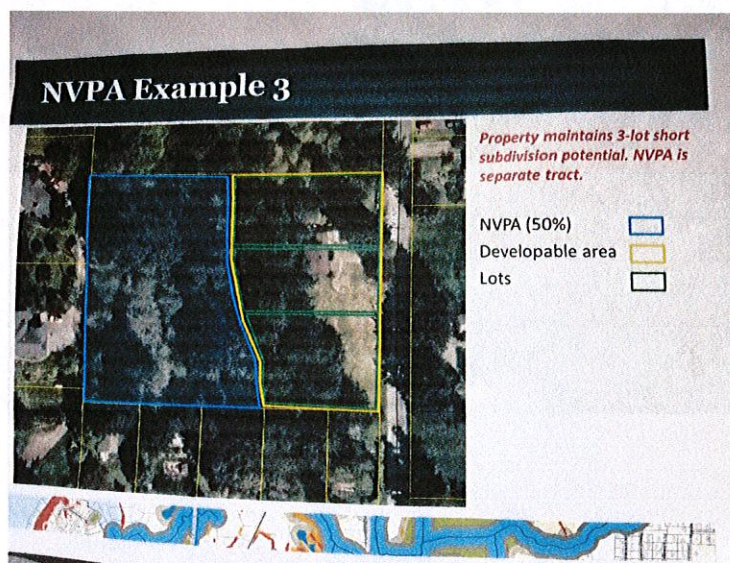 NVPA Example 3
Property maintains 3-lot short
subdivision potential. NVPA is
separate tract.
NVPA (50%)
Developable area
Lots